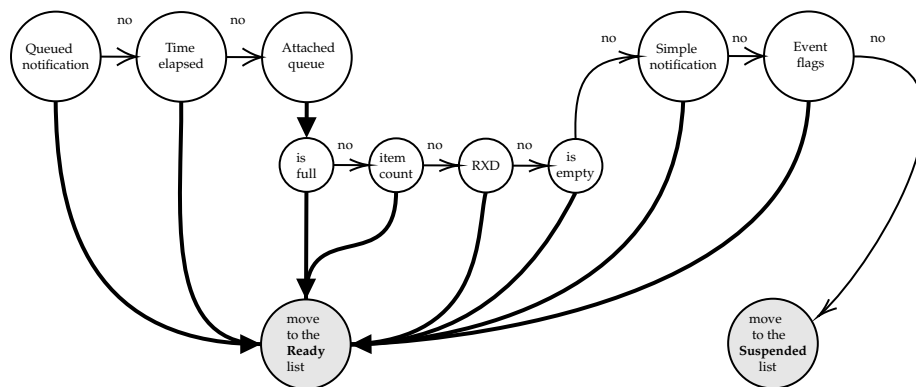 no
no
Queued
notification
Time
elapsed
Attached
queue
no
Simple
notification
no
Event
flags
no
is
full
no
item
count
no
RXD
no
is
empty
move
to the
Ready
list
move
to the
Suspended
list